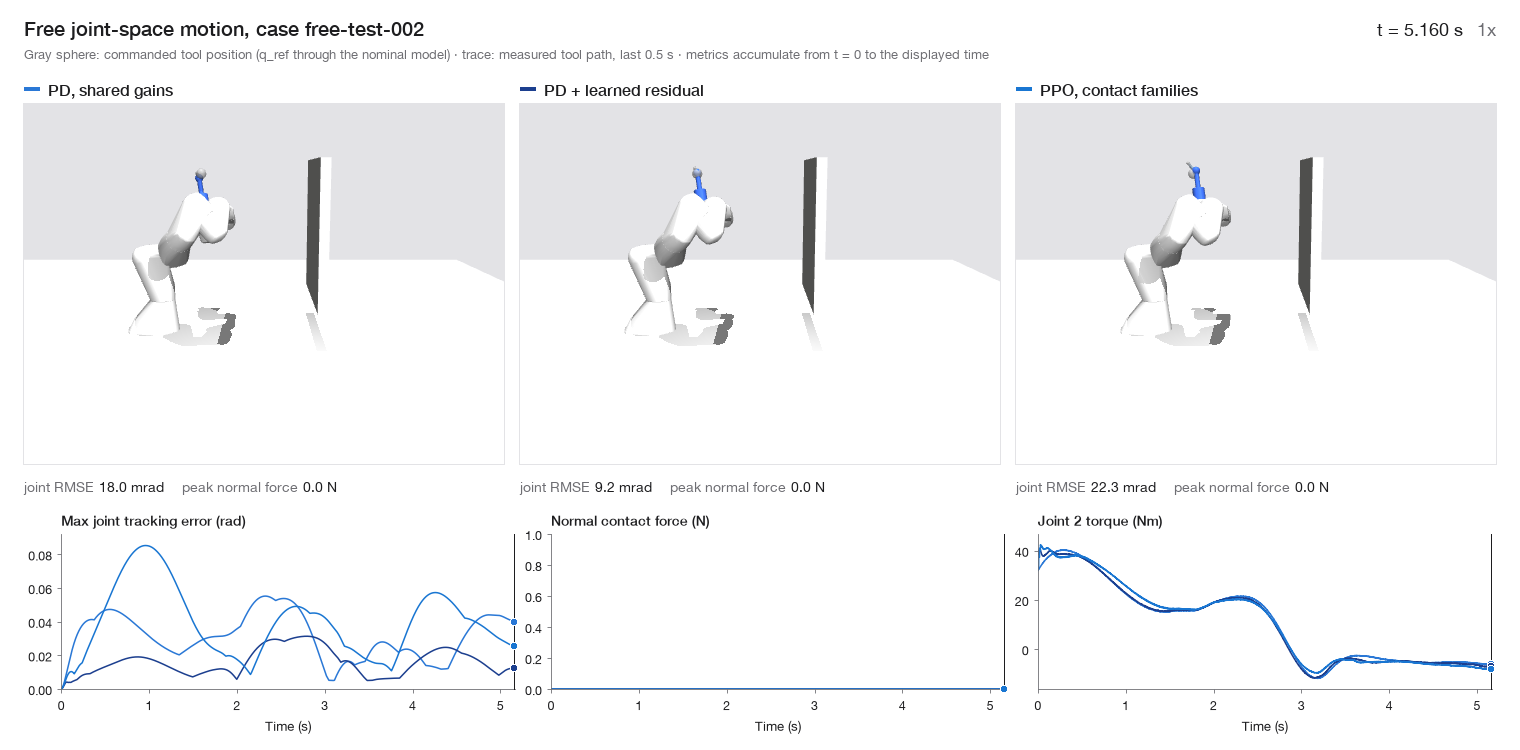 Free joint-space motion, case free-test-002
t = 5.160 s 1x
Gray sphere: commanded tool position (q_ref through the nominal model) · trace: measured tool path, last 0.5 s · metrics accumulate from t = 0 to the displayed time
PD, shared gains
PD + learned residual
PPO, contact families
joint RMSE 18.0 mrad peak normal force 0.0 N
joint RMSE 9.2 mrad peak normal force 0.0 N
joint RMSE 22.3 mrad peak normal force 0.0 N
Max joint tracking error (rad)
0.08
0.06
0.04
0.02
0.00
0 1 2 3 4 5
Time (s)
Normal contact force (N)
1.0
0.8
0.6
0.4
0.2
0.0
0 1 2 3 4 5
Time (s)
Joint 2 torque (Nm)
40
20
0
0 1 2 3 4 5
Time (s)